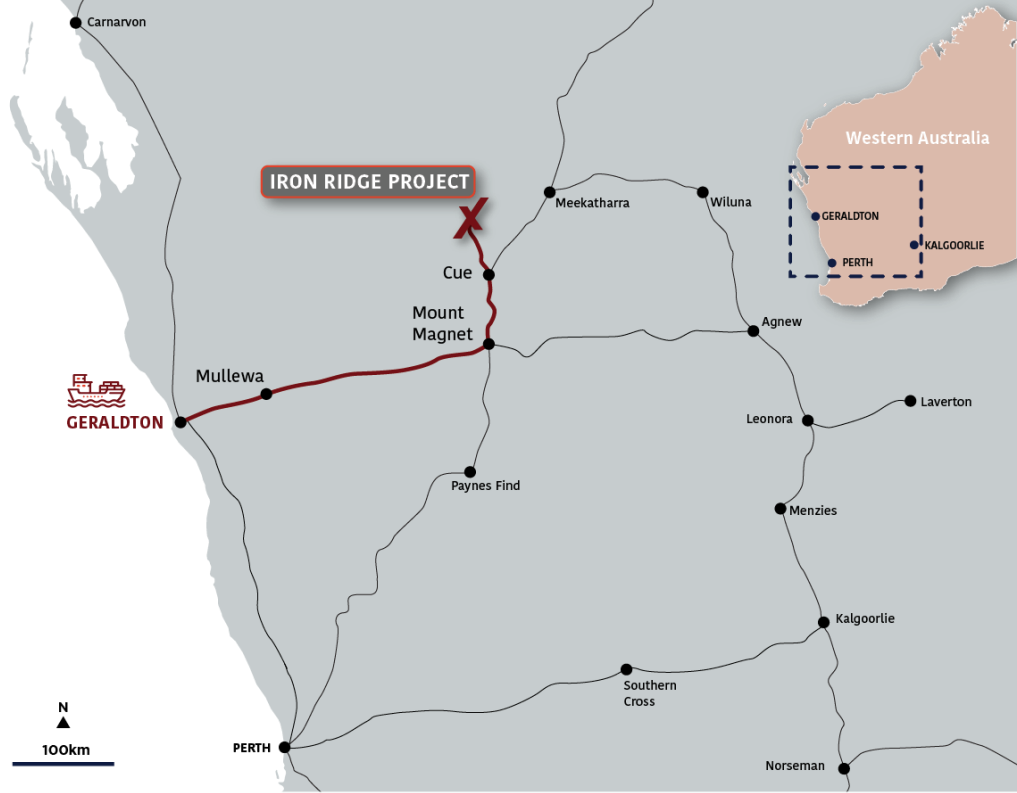 Carnarvon
Western Australia
IRON RIDGE PROJECT
Meekatharra
Wiluna
GERALDTON
KALGOORLIE
PERTH
Cue
Mount
Magnet
Agnew
Mullewa
GERALDTON
Leonora
Laverton
Paynes Find
Menzies
Kalgoorlie
Southern
Cross
N
100km
PERTH
Norseman